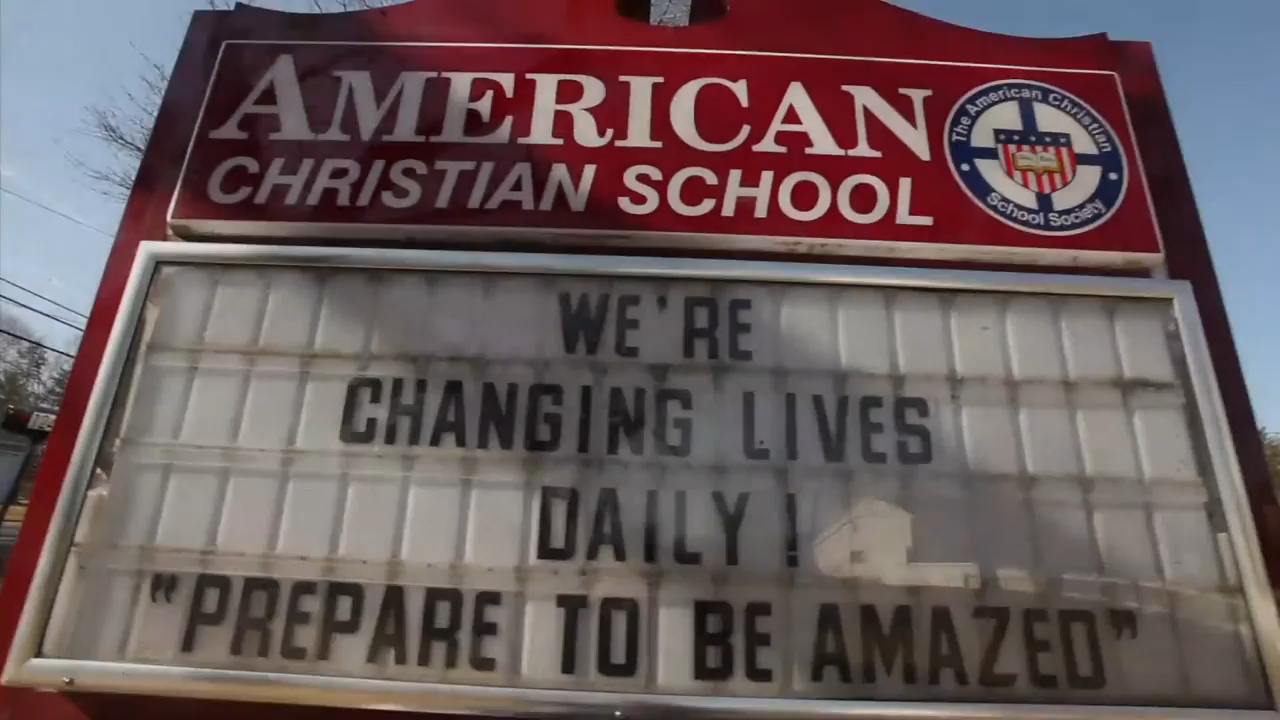 AMERICAN
CHRISTIAN SCHOOL
The American Christian
School Society
WE'RE
CHANGING LIVES
DAILY!
"PREPARE TO BE AMAZED"